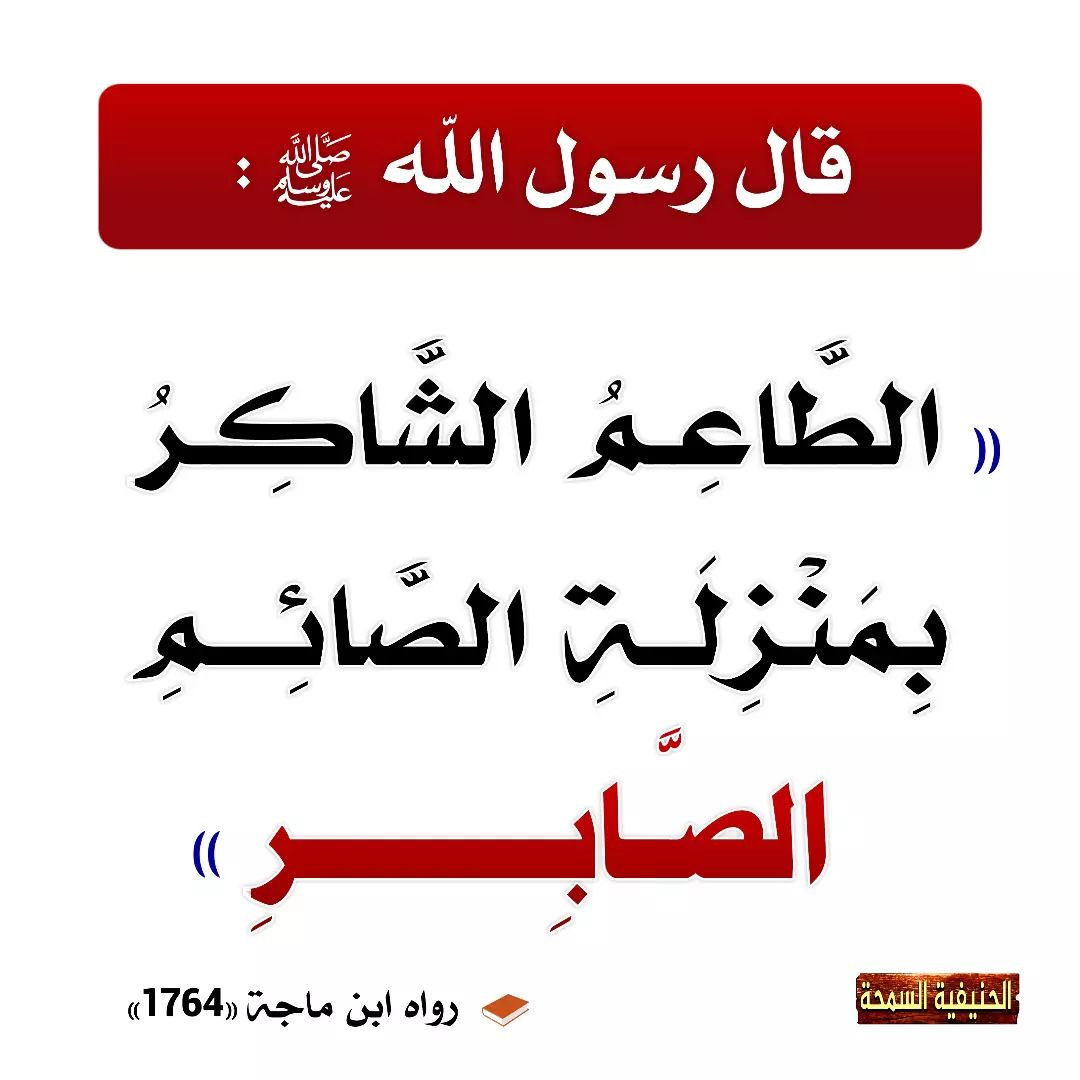 قال رسول الله ﷺ :
(( الطَّاعِمُ الشَّاكِرُ
بِمَنْزِلَةِ الصَّائِمِ
الصَّابِرِ ))
رواه ابن ماجة ((1764))
الحنيفية السمحة